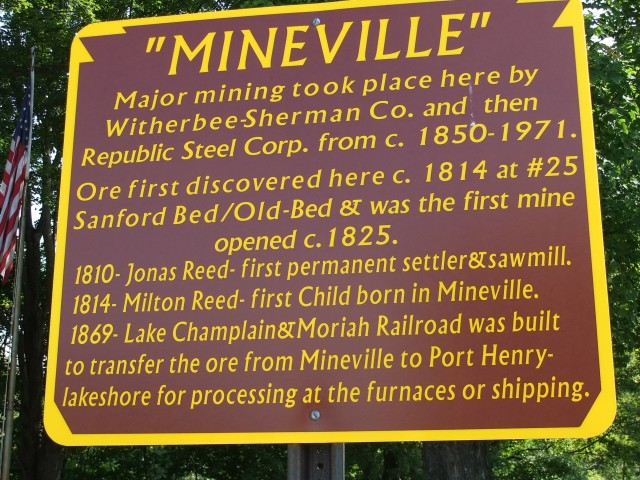 "MINEVILLE"
Major mining took place here by
Witherbee-Sherman Co. and then
Republic Steel Corp. from c. 1850-1971.
Ore first discovered here c. 1814 at #25
Sanford Bed/Old-Bed & was the first mine
opened c.1825.
1810- Jonas Reed- first permanent settler&sawmill.
1814- Milton Reed- first Child born in Mineville.
1869- Lake Champlain&Moriah Railroad was built
to transfer the ore from Mineville to Port Henry-
lakeshore for processing at the furnaces or shipping.